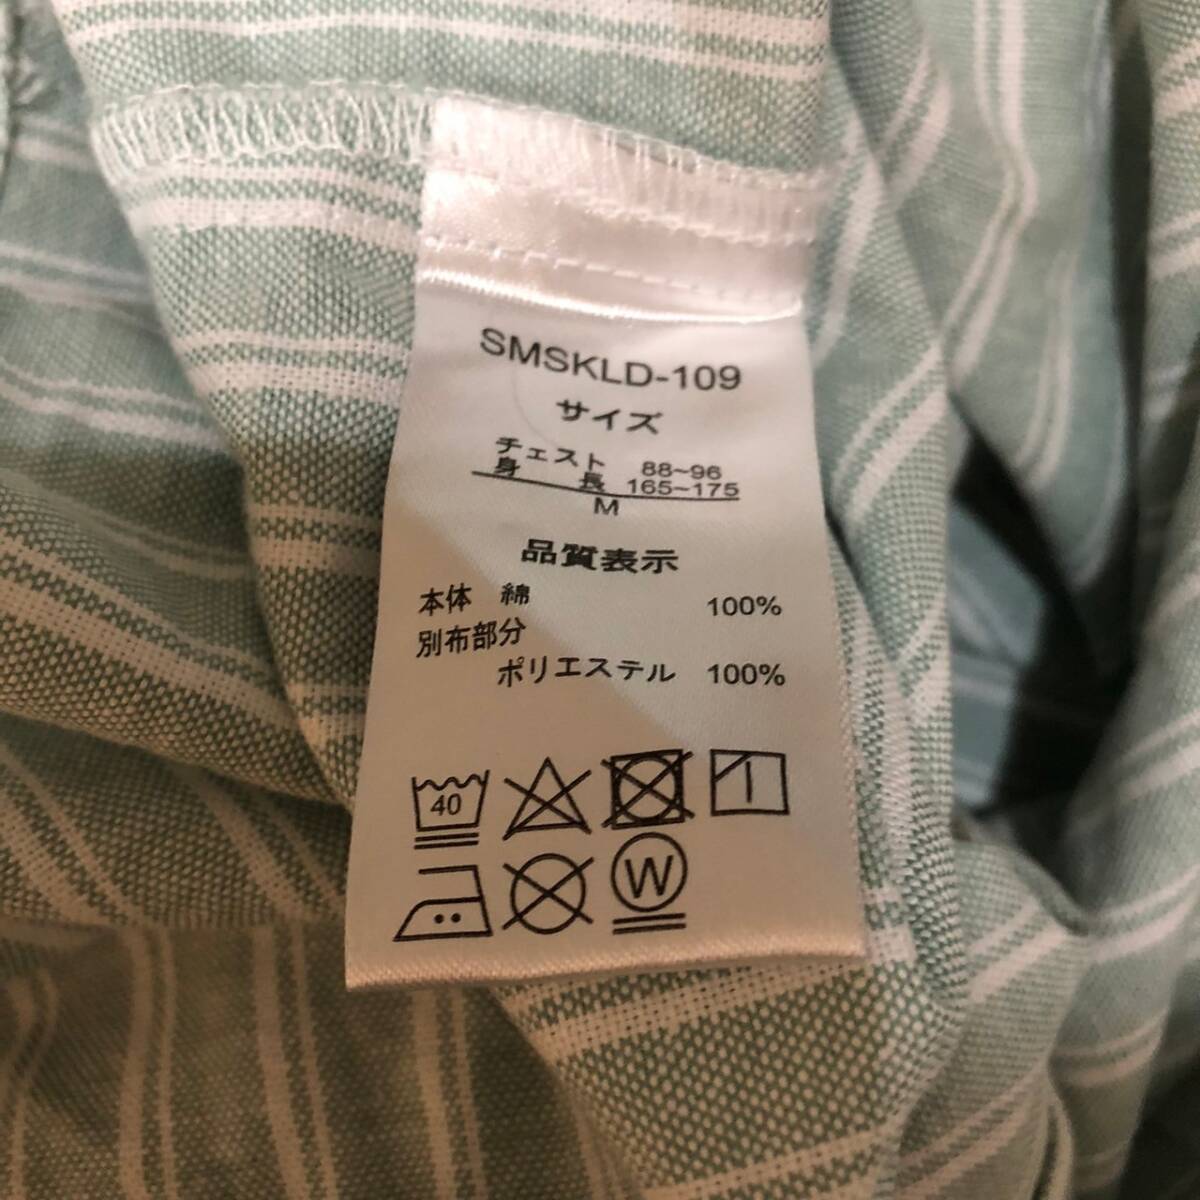 SMSKLD-109
サイズ
チェスト 88~96
身 長 165~175
M
品質表示
本体 綿 100%
別布部分
ポリエステル 100%
40
W